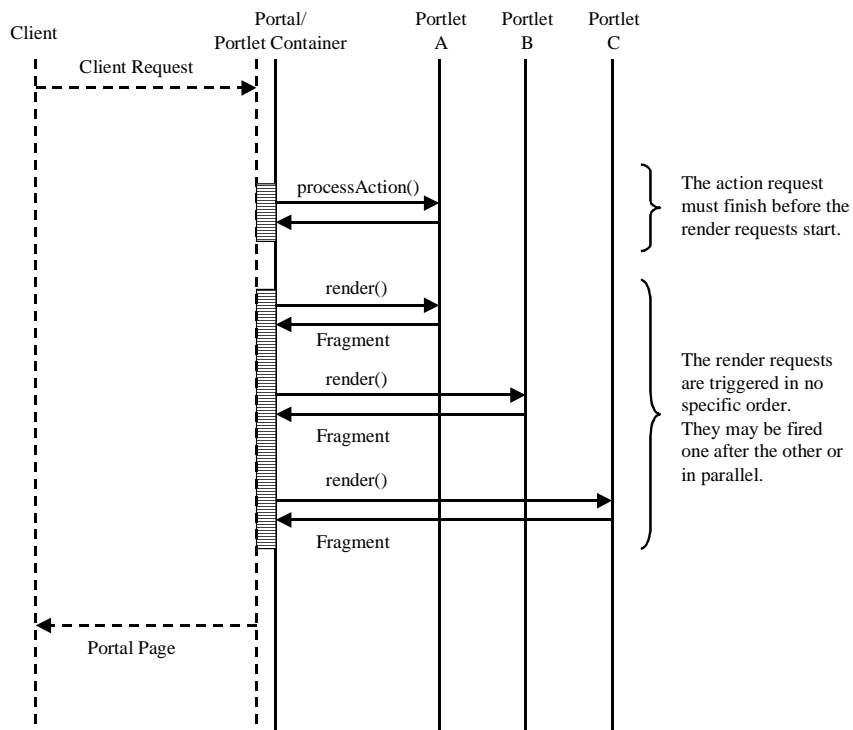 Client
Portal/
Portlet Container
Portlet
A
Portlet
B
Portlet
C
Client Request
processAction()
The action request
must finish before the
render requests start.
render()
Fragment
render()
Fragment
render()
Fragment
The render requests
are triggered in no
specific order.
They may be fired
one after the other or
in parallel.
Portal Page